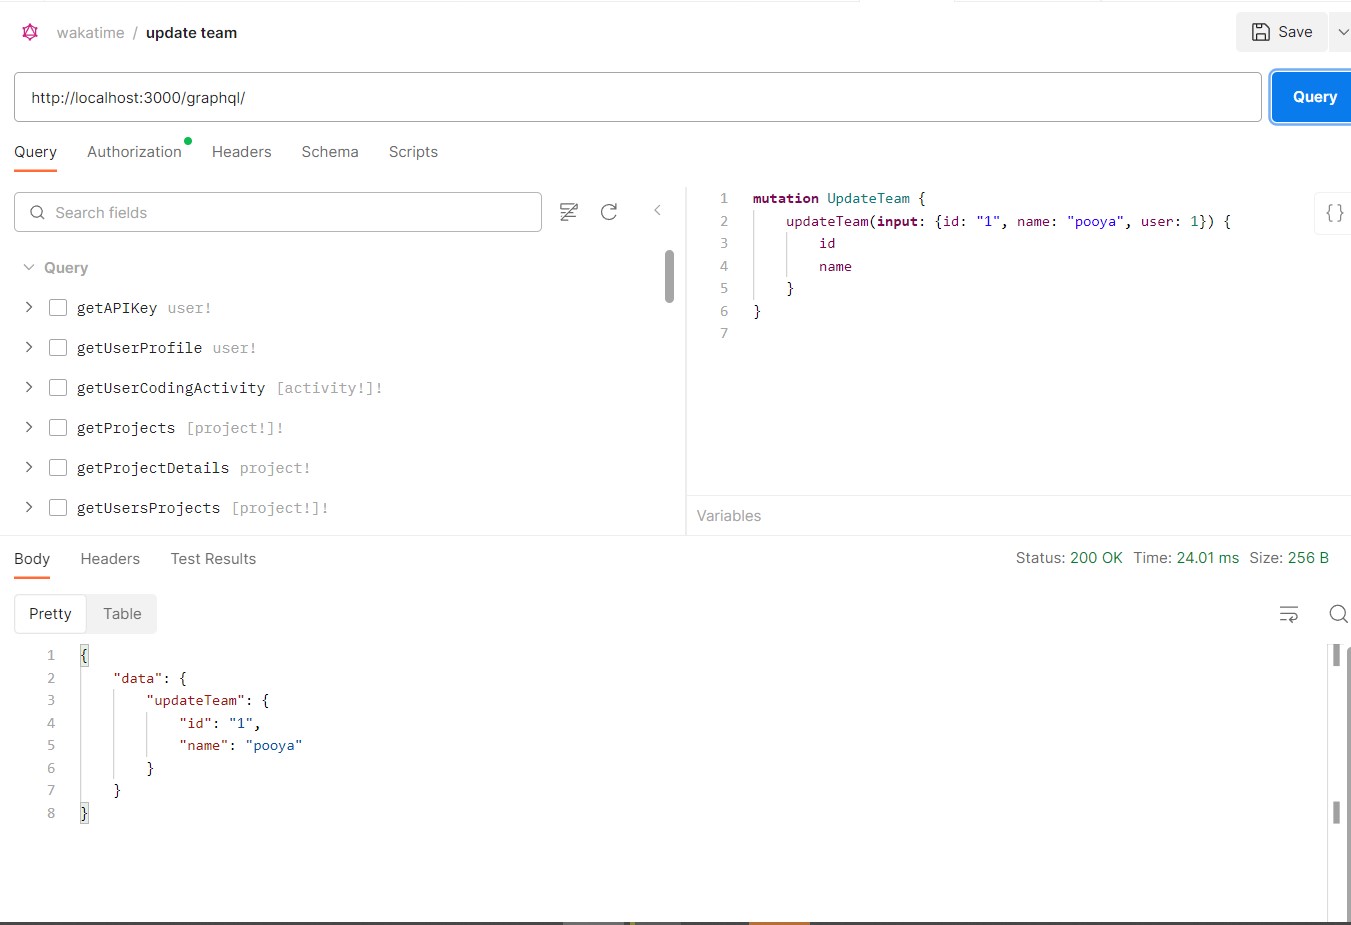 wakatime / update team
Save
http://localhost:3000/graphql/
Query
Query
Authorization
Headers
Schema
Scripts
Search fields
Query
getAPIKey user!
getUserProfile user!
getUserCodingActivity [activity!]!
getProjects [project!]!
getProjectDetails project!
getUsersProjects [project!]!
1 mutation UpdateTeam {
2 updateTeam(input: {id: "1", name: "pooya", user: 1}) {
3 id
4 name
5 }
6 }
7
{}
Variables
Body
Headers
Test Results
Status: 200 OK Time: 24.01 ms Size: 256 B
Pretty
Table
1 {
2 "data": {
3 "updateTeam": {
4 "id": "1",
5 "name": "pooya"
6 }
7 }
8 }